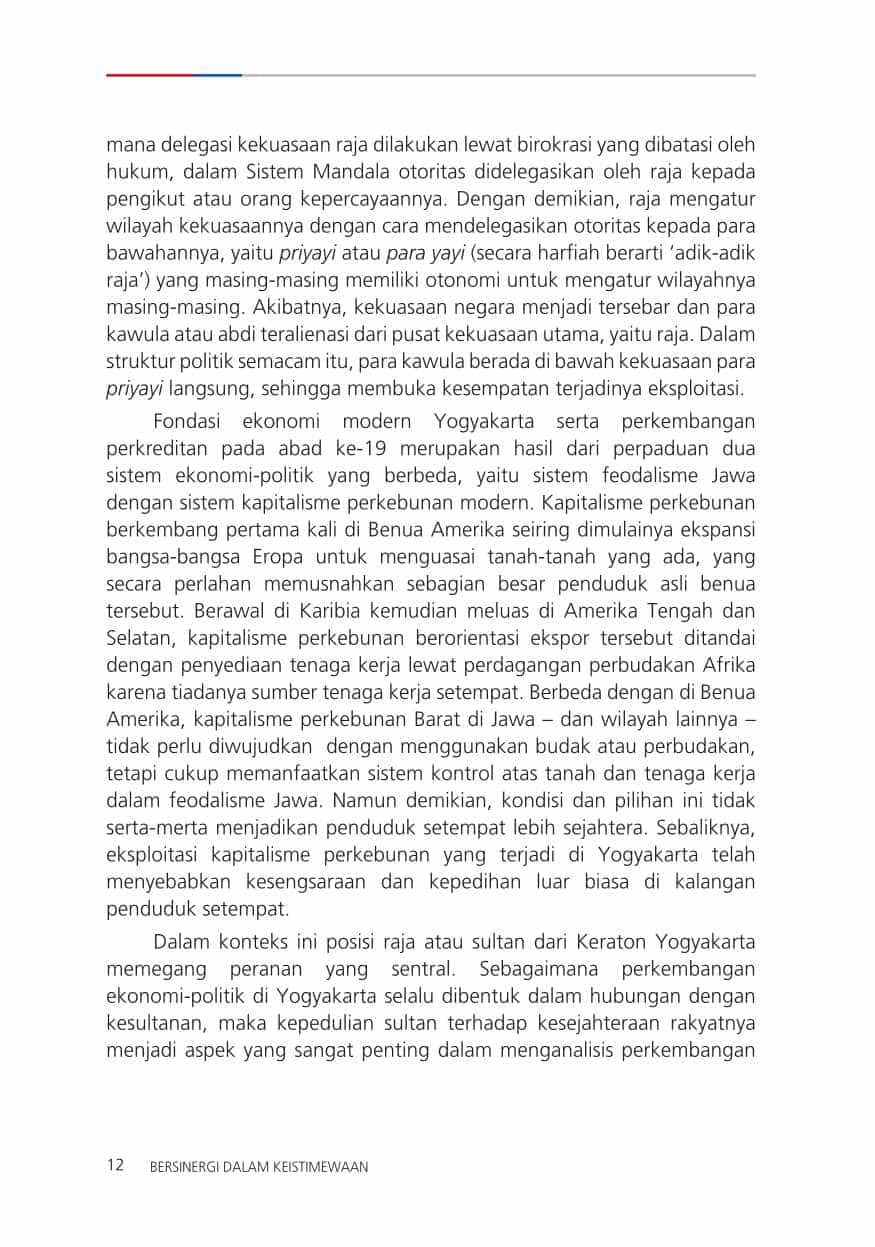 mana delegasi kekuasaan raja dilakukan lewat birokrasi yang dibatasi oleh
hukum, dalam Sistem Mandala otoritas didelegasikan oleh raja kepada
pengikut atau orang kepercayaannya. Dengan demikian, raja mengatur
wilayah kekuasaannya dengan cara mendelegasikan otoritas kepada para
bawahannya, yaitu priyayi atau para yayi (secara harfiah berarti ‘adik-adik
raja’) yang masing-masing memiliki otonomi untuk mengatur wilayahnya
masing-masing. Akibatnya, kekuasaan negara menjadi tersebar dan para
kawula atau abdi teralienasi dari pusat kekuasaan utama, yaitu raja. Dalam
struktur politik semacam itu, para kawula berada di bawah kekuasaan para
priyayi langsung, sehingga membuka kesempatan terjadinya eksploitasi.
Fondasi ekonomi modern Yogyakarta serta perkembangan
perkreditan pada abad ke-19 merupakan hasil dari perpaduan dua
sistem ekonomi-politik yang berbeda, yaitu sistem feodalisme Jawa
dengan sistem kapitalisme perkebunan modern. Kapitalisme perkebunan
berkembang pertama kali di Benua Amerika seiring dimulainya ekspansi
bangsa-bangsa Eropa untuk menguasai tanah-tanah yang ada, yang
secara perlahan memusnahkan sebagian besar penduduk asli benua
tersebut. Berawal di Karibia kemudian meluas di Amerika Tengah dan
Selatan, kapitalisme perkebunan berorientasi ekspor tersebut ditandai
dengan penyediaan tenaga kerja lewat perdagangan perbudakan Afrika
karena tiadanya sumber tenaga kerja setempat. Berbeda dengan di Benua
Amerika, kapitalisme perkebunan Barat di Jawa – dan wilayah lainnya –
tidak perlu diwujudkan dengan menggunakan budak atau perbudakan,
tetapi cukup memanfaatkan sistem kontrol atas tanah dan tenaga kerja
dalam feodalisme Jawa. Namun demikian, kondisi dan pilihan ini tidak
serta-merta menjadikan penduduk setempat lebih sejahtera. Sebaliknya,
eksploitasi kapitalisme perkebunan yang terjadi di Yogyakarta telah
menyebabkan kesengsaraan dan kepedihan luar biasa di kalangan
penduduk setempat.
Dalam konteks ini posisi raja atau sultan dari Keraton Yogyakarta
memegang peranan yang sentral. Sebagaimana perkembangan
ekonomi-politik di Yogyakarta selalu dibentuk dalam hubungan dengan
kesultanan, maka kepedulian sultan terhadap kesejahteraan rakyatnya
menjadi aspek yang sangat penting dalam menganalisis perkembangan
12 BERSINERGI DALAM KEISTIMEWAAN